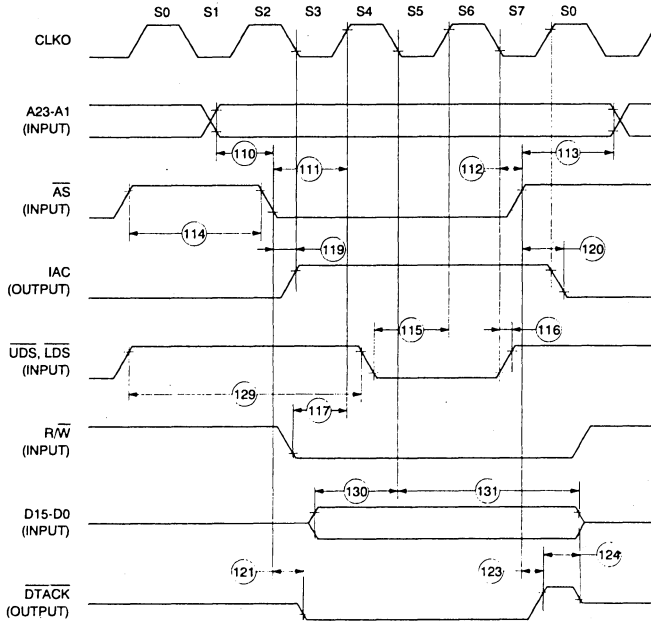 S0 S1 S2 S3 S4 S5 S6 S7 S0
CLKO
A23-A1
(INPUT)
110 111 112 113
AS
(INPUT)
114 119 120
IAC
(OUTPUT)
115 116
UDS, LDS
(INPUT)
129
117
R/W
(INPUT)
130 131
D15-D0
(INPUT)
121 123 124
DTACK
(OUTPUT)